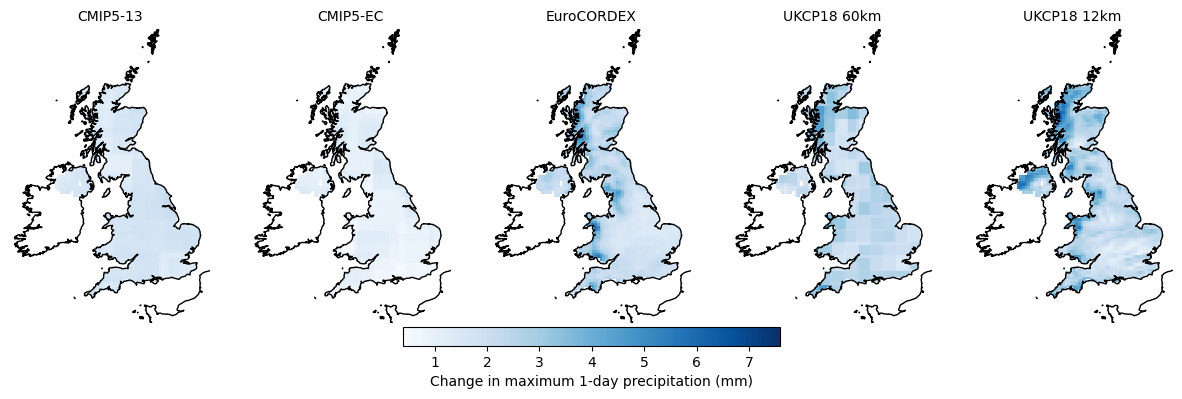 CMIP5-13 CMIP5-EC EuroCORDEX UKCP18 60km UKCP18 12km
1 2 3 4 5 6 7
Change in maximum 1-day precipitation (mm)